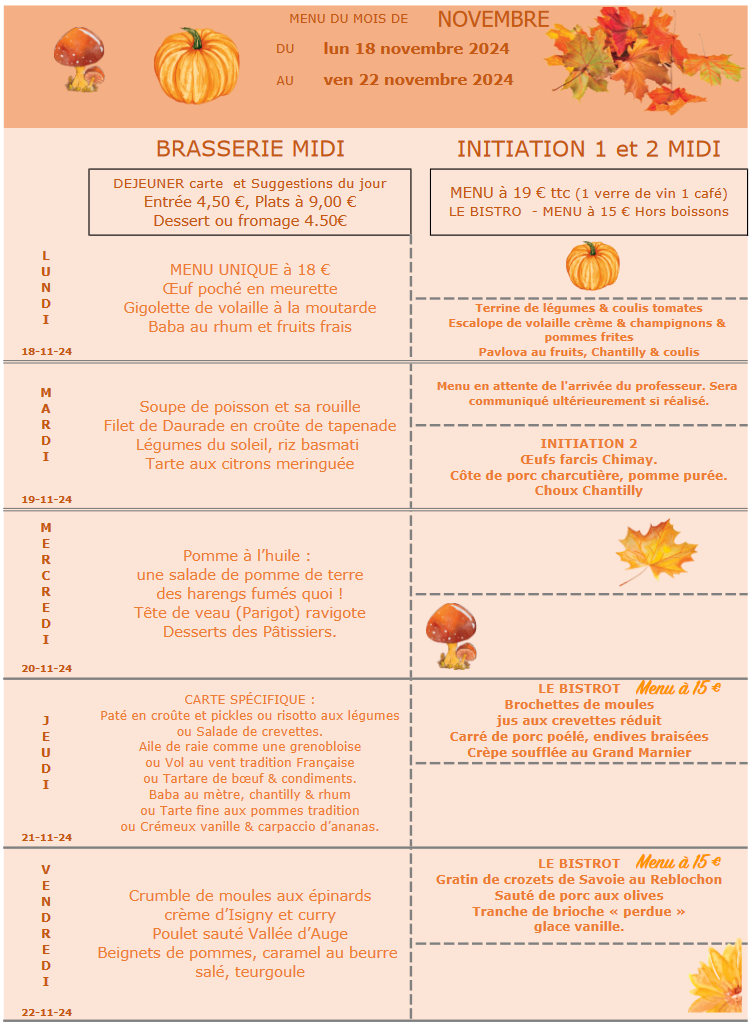 MENU DU MOIS DE NOVEMBRE
DU lun 18 novembre 2024
AU ven 22 novembre 2024
BRASSERIE MIDI
INITIATION 1 et 2 MIDI
DEJEUNER carte et Suggestions du jour
Entrée 4,50 €, Plats à 9,00 €
Dessert ou fromage 4.50€
MENU à 19 € ttc (1 verre de vin 1 café)
LE BISTRO - MENU à 15 € Hors boissons
LUNDI
18-11-24
MENU UNIQUE à 18 €
Œuf poché en meurette
Gigolette de volaille à la moutarde
Baba au rhum et fruits frais
Terrine de légumes & coulis tomates
Escalope de volaille crème & champignons &
pommes frites
Pavlova au fruits, Chantilly & coulis
MARDI
19-11-24
Soupe de poisson et sa rouille
Filet de Daurade en croûte de tapenade
Légumes du soleil, riz basmati
Tarte aux citrons meringuée
Menu en attente de l'arrivée du professeur. Sera
communiqué ultérieurement si réalisé.
INITIATION 2
Œufs farcis Chimay.
Côte de porc charcutière, pomme purée.
Choux Chantilly
MERCREDI
20-11-24
Pomme à l’huile :
une salade de pomme de terre
des harengs fumés quoi !
Tête de veau (Parigot) ravigote
Desserts des Pâtissiers.
JEUDI
21-11-24
CARTE SPÉCIFIQUE :
Paté en croûte et pickles ou risotto aux légumes
ou Salade de crevettes.
Aile de raie comme une grenobloise
ou Vol au vent tradition Française
ou Tartare de bœuf & condiments.
Baba au mètre, chantilly & rhum
ou Tarte fine aux pommes tradition
ou Crémeux vanille & carpaccio d’ananas.
LE BISTROT Menu à 15 €
Brochettes de moules
jus aux crevettes réduit
Carré de porc poélé, endives braisées
Crèpe soufflée au Grand Marnier
VENDREDI
22-11-24
Crumble de moules aux épinards
crème d’Isigny et curry
Poulet sauté Vallée d’Auge
Beignets de pommes, caramel au beurre
salé, teurgoule
LE BISTROT Menu à 15 €
Gratin de crozets de Savoie au Reblochon
Sauté de porc aux olives
Tranche de brioche « perdue »
glace vanille.